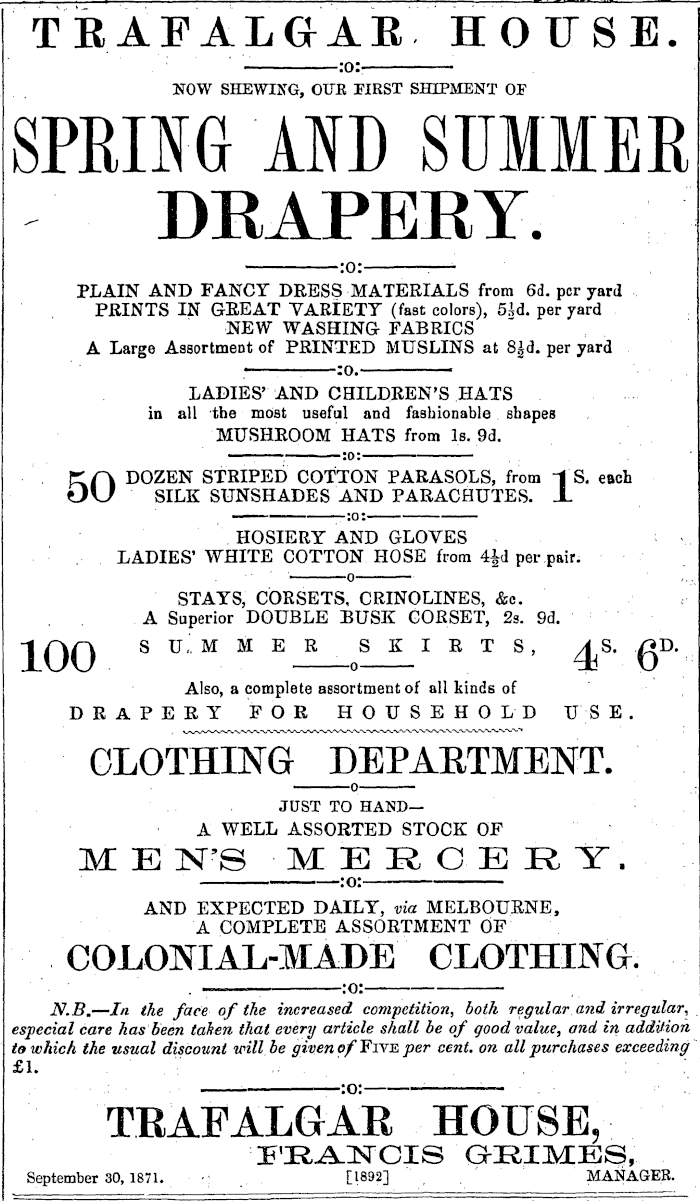 TRAFALGAR HOUSE.
:O:
NOW SHEWING, OUR FIRST SHIPMENT OF
SPRING AND SUMMER
DRAPERY.
:O:
PLAIN AND FANCY DRESS MATERIALS from 6d. per yard
PRINTS IN GREAT VARIETY (fast colors), 5½d. per yard
NEW WASHING FABRICS
A Large Assortment of PRINTED MUSLINS at 8½d. per yard
:O.
LADIES' AND CHILDREN'S HATS
in all the most useful and fashionable shapes
MUSHROOM HATS from 1s. 9d.
:O:
50 DOZEN STRIPED COTTON PARASOLS, from 1S. each
SILK SUNSHADES AND PARACHUTES.
:O:
HOSIERY AND GLOVES
LADIES' WHITE COTTON HOSE from 4½d per pair.
O
STAYS, CORSETS, CRINOLINES, &c.
A Superior DOUBLE BUSK CORSET, 2s. 9d.
100 SUMMER SKIRTS, 4S. 6D.
O
Also, a complete assortment of all kinds of
DRAPERY FOR HOUSEHOLD USE.
CLOTHING DEPARTMENT.
O
JUST TO HAND—
A WELL ASSORTED STOCK OF
MEN'S MERCERY.
:O:
AND EXPECTED DAILY, via MELBOURNE,
A COMPLETE ASSORTMENT OF
COLONIAL-MADE CLOTHING.
:O:
N.B.—In the face of the increased competition, both regular and irregular,
especial care has been taken that every article shall be of good value, and in addition
to which the usual discount will be given of FIVE per cent. on all purchases exceeding
£1.
:O:
TRAFALGAR HOUSE,
FRANCIS GRIMES,
September 30, 1871. [1892] MANAGER.